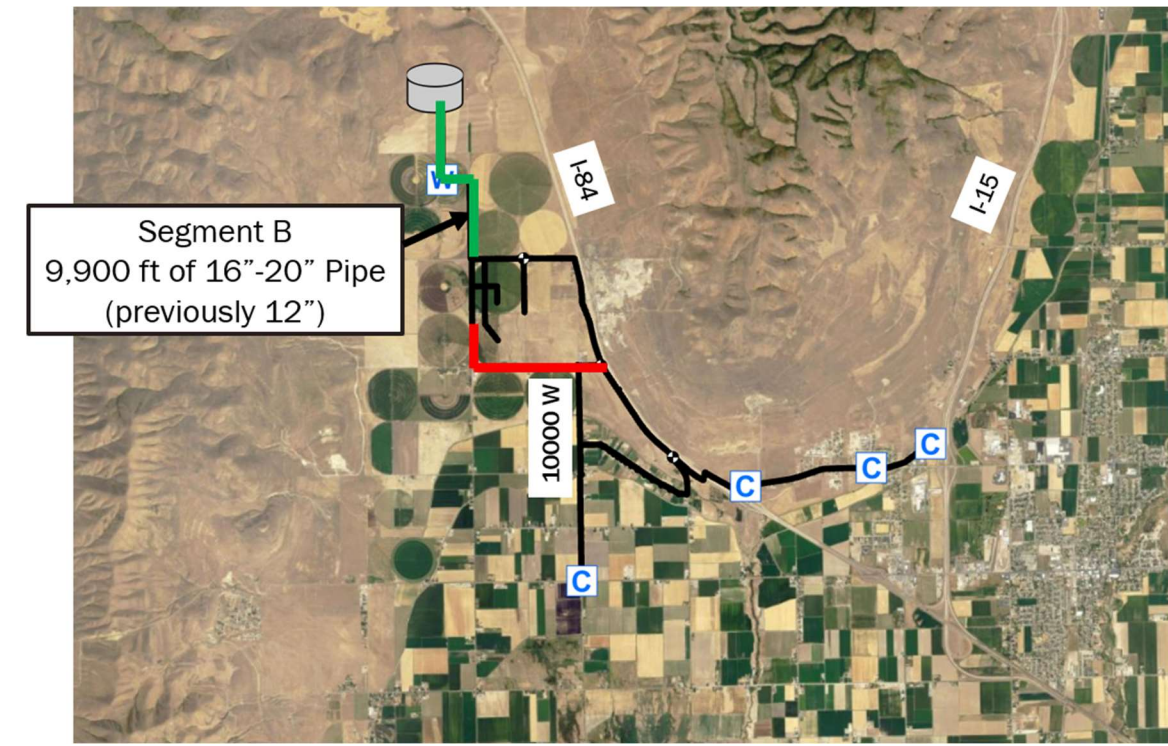 W
I-84
I-15
Segment B
9,900 ft of 16”-20” Pipe
(previously 12”)
10000 W
C
C
C
C